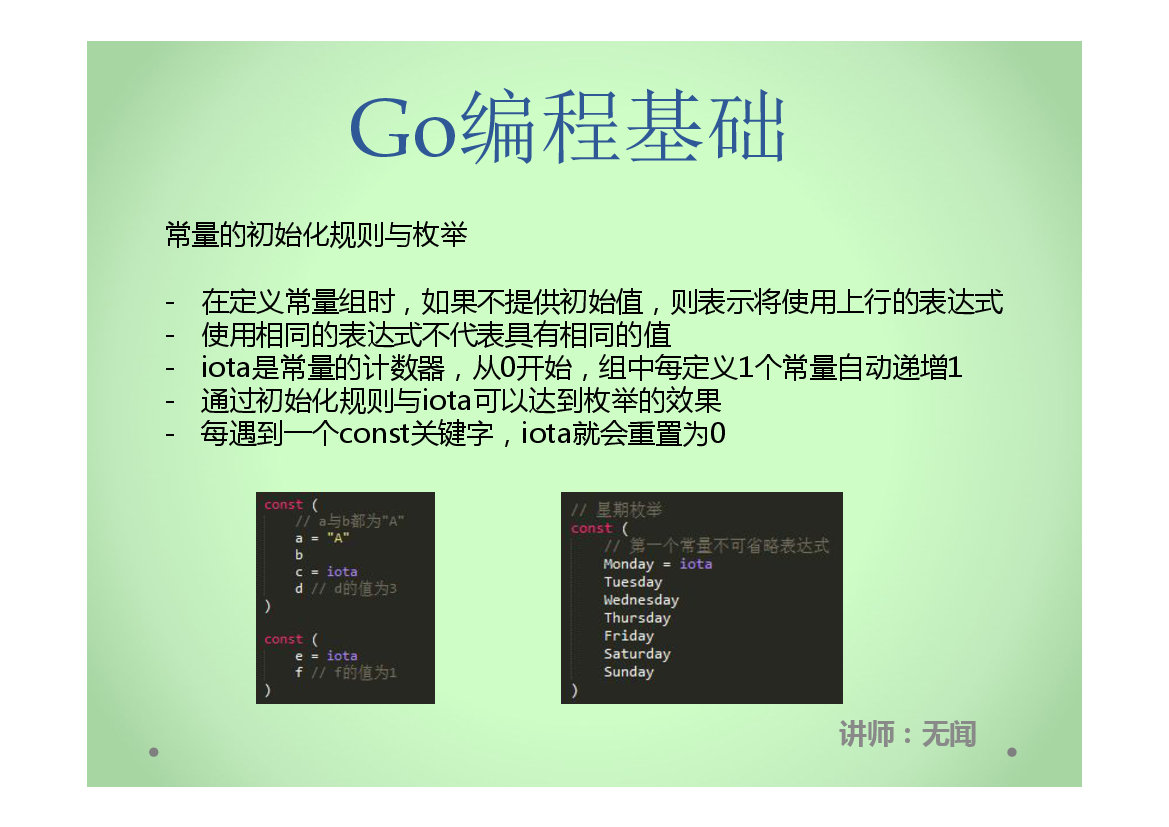 Go编程基础
常量的初始化规则与枚举
- 在定义常量组时，如果不提供初始值，则表示将使用上行的表达式
- 使用相同的表达式不代表具有相同的值
- iota是常量的计数器，从0开始，组中每定义1个常量自动递增1
- 通过初始化规则与iota可以达到枚举的效果
- 每遇到一个const关键字，iota就会重置为0
const (
// a与b都为"A"
a = "A"
b
c = iota
d // d的值为3
)
const (
e = iota
f // f的值为1
)
// 星期枚举
const (
// 第一个常量不可省略表达式
Monday = iota
Tuesday
Wednesday
Thursday
Friday
Saturday
Sunday
)
讲师：无闻